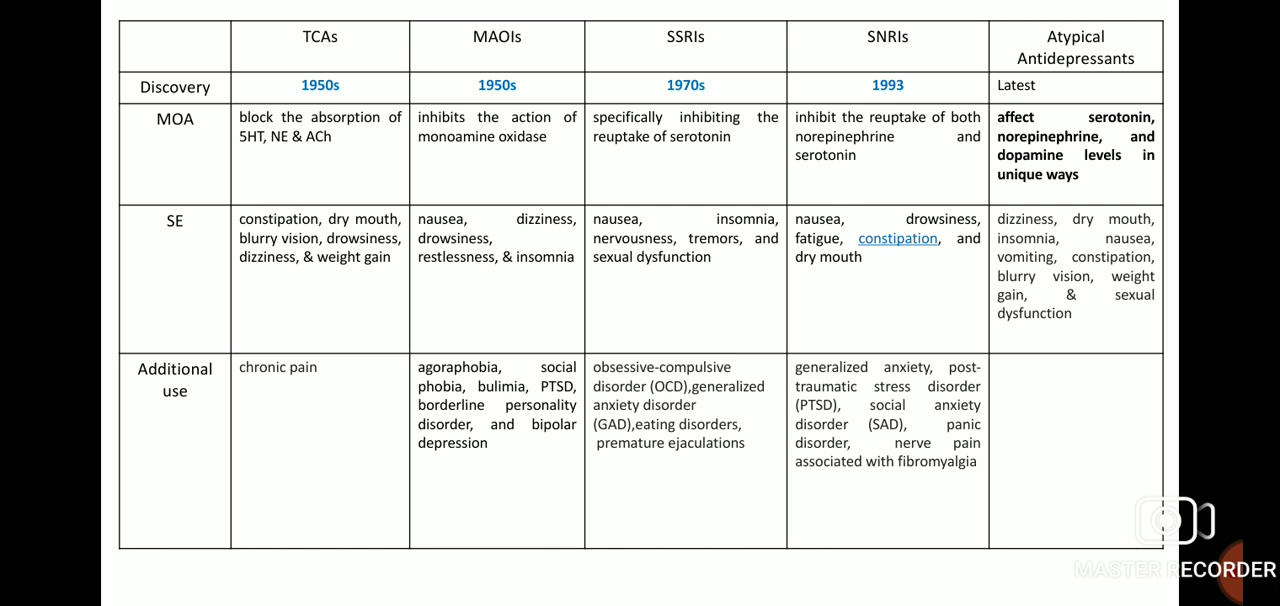 TCAs
MAOIs
SSRIs
SNRIs
Atypical
Antidepressants
Discovery
1950s
1950s
1970s
1993
Latest
MOA
block the absorption of
5HT, NE & ACh
inhibits the action of
monoamine oxidase
specifically inhibiting the
reuptake of serotonin
inhibit the reuptake of both
norepinephrine and
serotonin
affect serotonin,
norepinephrine, and
dopamine levels in
unique ways
SE
constipation, dry mouth,
blurry vision, drowsiness,
dizziness, & weight gain
nausea, dizziness,
drowsiness,
restlessness, & insomnia
nausea, insomnia,
nervousness, tremors, and
sexual dysfunction
nausea, drowsiness,
fatigue, constipation, and
dry mouth
dizziness, dry mouth,
insomnia, nausea,
vomiting, constipation,
blurry vision, weight
gain, & sexual
dysfunction
Additional
use
chronic pain
agoraphobia, social
phobia, bulimia, PTSD,
borderline personality
disorder, and bipolar
depression
obsessive-compulsive
disorder (OCD),generalized
anxiety disorder
(GAD),eating disorders,
premature ejaculations
generalized anxiety, post-
traumatic stress disorder
(PTSD), social anxiety
disorder (SAD), panic
disorder, nerve pain
associated with fibromyalgia
MASTER RECORDER